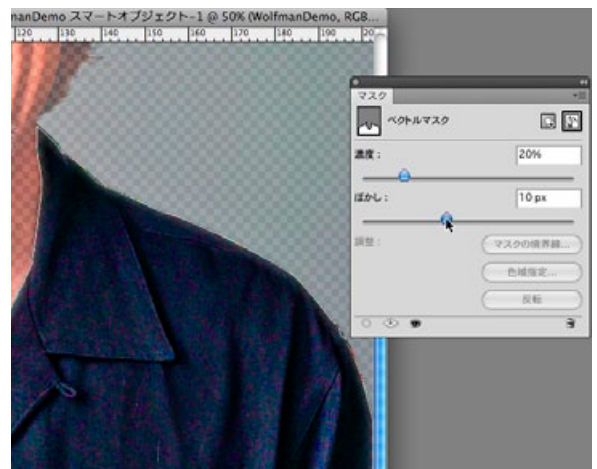 manDemo スマートオブジェクト-1 @ 50% (WolfmanDemo, RGB...
120 130 140 150 160 170 180 190 20
マスク
ベクトルマスク
濃度 : 20%
ぼかし : 10 px
調整 : マスクの境界線...
色域指定...
反転